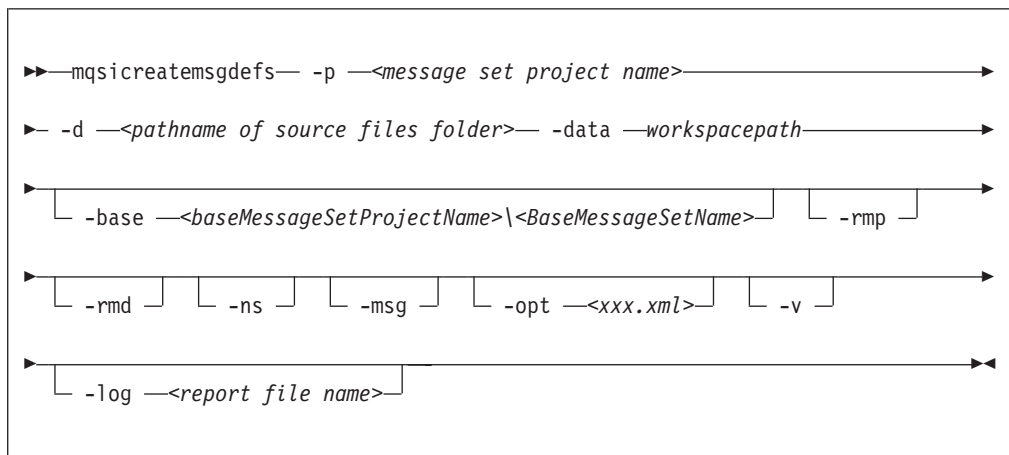 mqsicreatemsgdefs -p <message set project name>
-d <pathname of source files folder> -data workspacepath
-base <baseMessageSetProjectName>\<BaseMessageSetName> -rmp
-rmd -ns -msg -opt <xxx.xml> -v
-log <report file name>